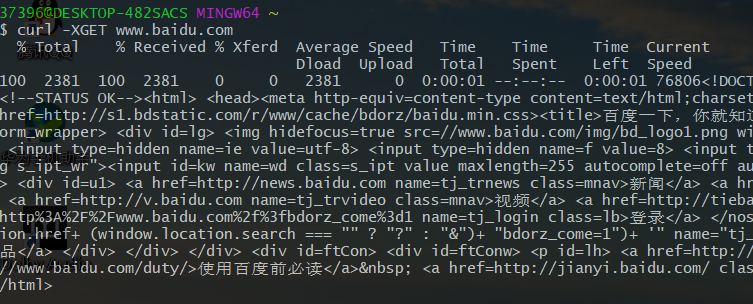 37396@DESKTOP-482SACS MINGW64 ~
$ curl -XGET www.baidu.com
% Total % Received % Xferd Average Speed Time Time Time Current
Dload Upload Total Spent Left Speed
100 2381 100 2381 0 0 2381 0 0:00:01 --:--:-- 0:00:01 76806<!DOCT
<!--STATUS OK--><html> <head><meta http-equiv=content-type content=text/html;charset
href=http://s1.bdstatic.com/r/www/cache/bdorz/baidu.min.css><title>百度一下，你就知道
orm_wrapper> <div id=lg> <img hidefocus=true src=//www.baidu.com/img/bd_logo1.png wi
<input type=hidden name=ie value=utf-8> <input type=hidden name=f value=8> <input t
g s_ipt_wr"><input id=kw name=wd class=s_ipt value maxlength=255 autocomplete=off au
> <div id=u1> <a href=http://news.baidu.com name=tj_trnews class=mnav>新闻</a> <a hr
<a href=http://v.baidu.com name=tj_trvideo class=mnav>视频</a> <a href=http://tieba
http%3A%2F%2Fwww.baidu.com%2f%3fbdorz_come%3d1 name=tj_login class=lb>登录</a> </nos
ion.href+ (window.location.search === "" ? "?" : "&")+ "bdorz_come=1")+ '" name="tj_
品</a> </div> </div> </div> <div id=ftCon> <div id=ftConw> <p id=lh> <a href=http://
//www.baidu.com/duty/>使用百度前必读</a>&nbsp; <a href=http://jianyi.baidu.com/ class
/html>